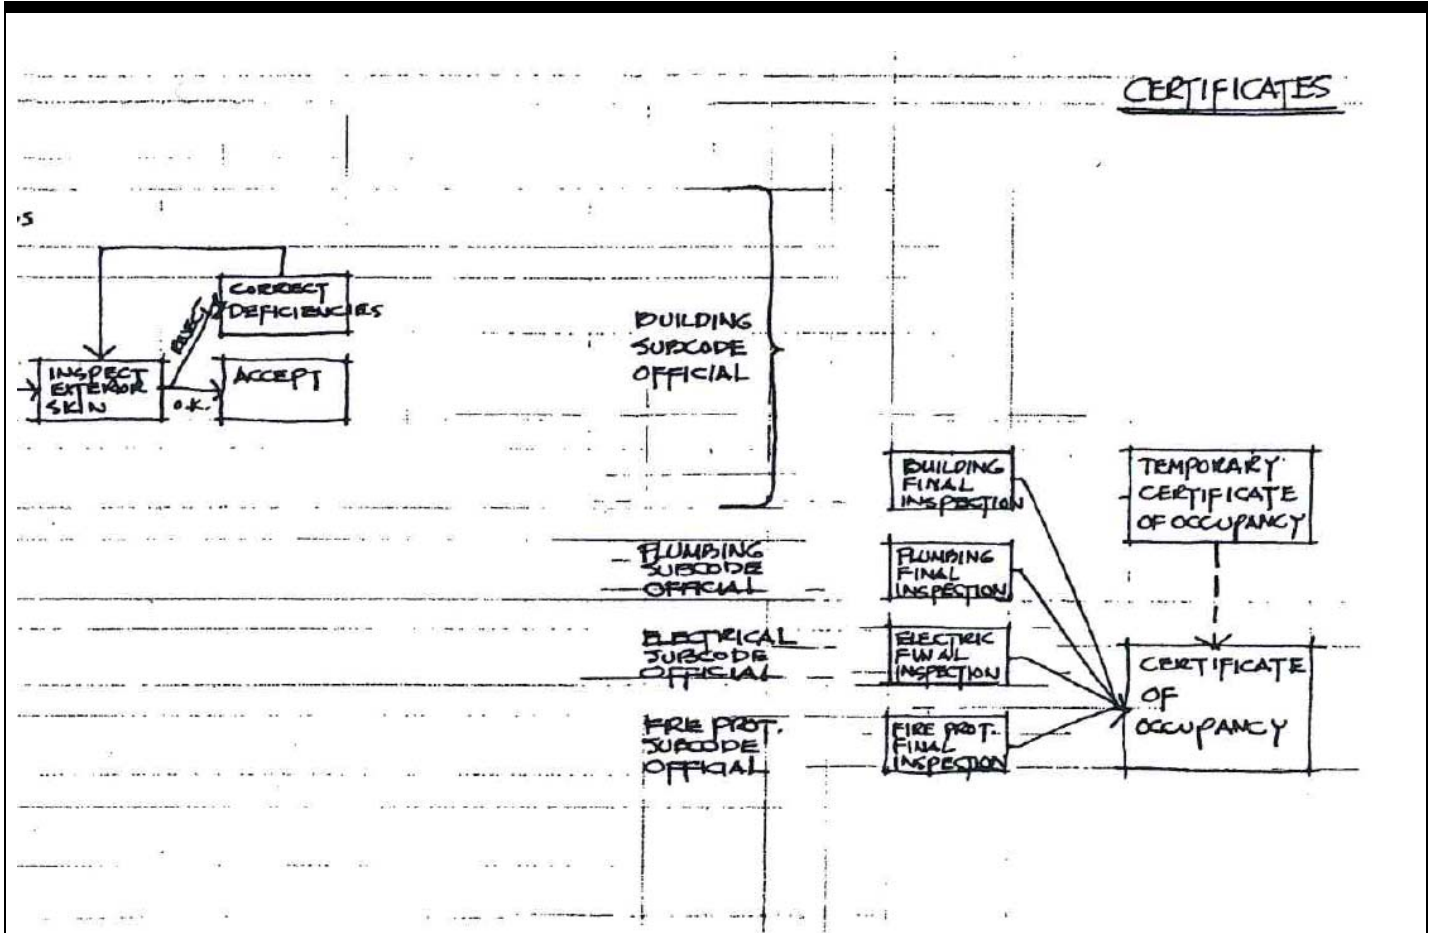 CERTIFICATES
CORRECT
DEFICIENCIES
REJECT
INSPECT
EXTERIOR
SKIN
O.K.
ACCEPT
BUILDING
SUBCODE
OFFICIAL
BUILDING
FINAL
INSPECTION
TEMPORARY
CERTIFICATE
OF OCCUPANCY
PLUMBING
SUBCODE
OFFICIAL
PLUMBING
FINAL
INSPECTION
ELECTRICAL
SUBCODE
OFFICIAL
ELECTRIC
FINAL
INSPECTION
CERTIFICATE
OF
OCCUPANCY
FIRE PROT.
SUBCODE
OFFICIAL
FIRE PROT.
FINAL
INSPECTION